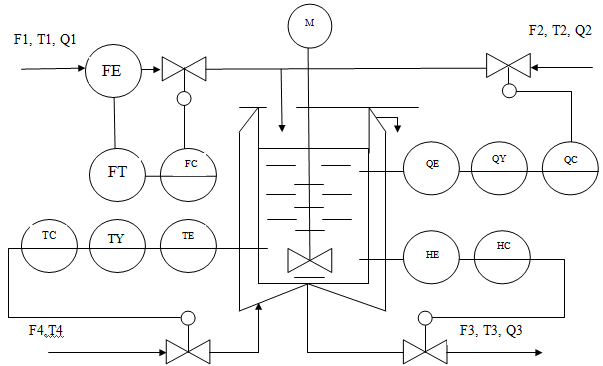 M
F1, T1, Q1
F2, T2, Q2
FE
FT
FC
QE
QY
QC
TC
TY
TE
HE
HC
F4,T4
F3, T3, Q3